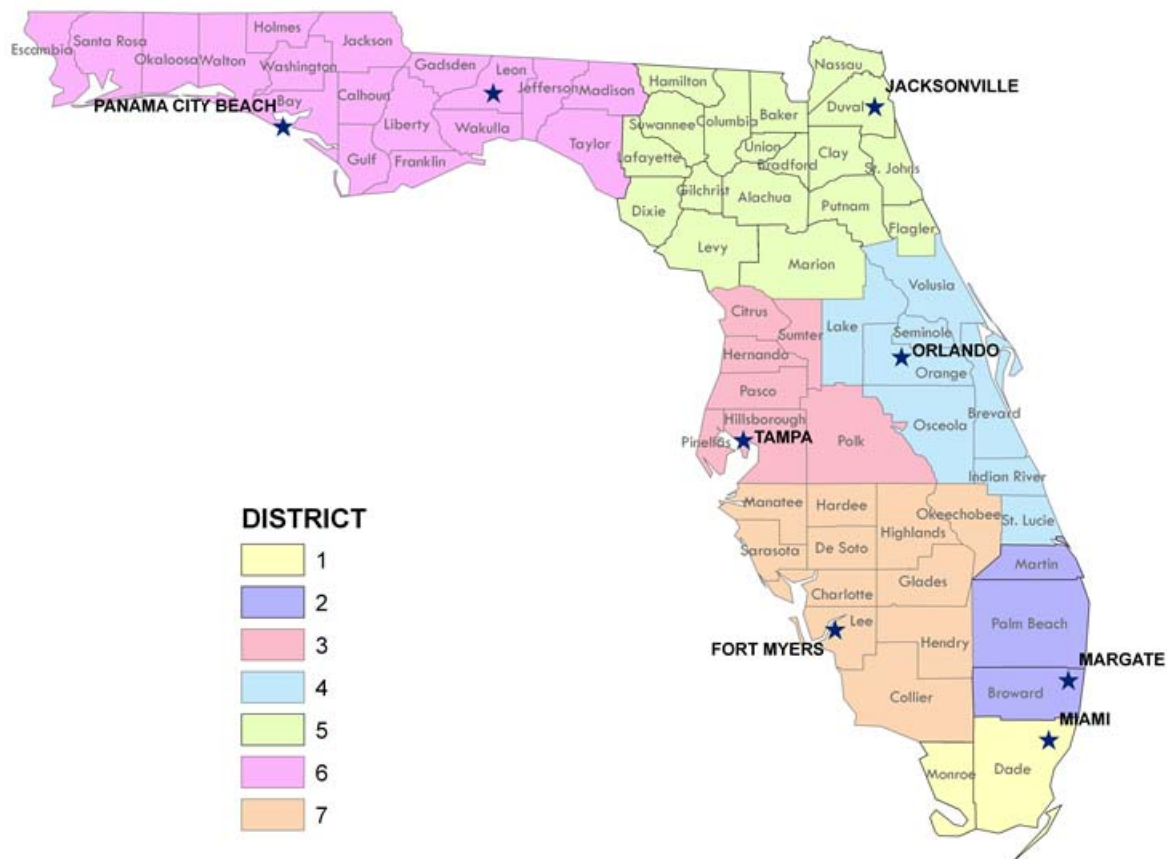 Holmes
Escambia
Santa Rosa
Okaloosa
Walton
Jackson
Washington
Gadsden
Leon
Jefferson
Madison
PANAMA CITY BEACH
Bay
Calhoun
Liberty
Wakulla
Taylor
Gulf
Franklin
Nassau
JACKSONVILLE
Hamilton
Duval
Suwannee
Columbia
Baker
Union
Bradford
Clay
St. Johns
Lafayette
Gilchrist
Alachua
Putnam
Dixie
Flagler
Levy
Marion
Volusia
Citrus
Lake
Sumter
Seminole
Hernando
ORLANDO
Orange
Pasco
Brevard
Hillsborough
Osceola
Pinellas
TAMPA
Polk
Indian River
Manatee
Hardee
Okeechobee
St. Lucie
Highlands
Sarasota
De Soto
Martin
Glades
Charlotte
Lee
Palm Beach
FORT MYERS
Hendry
MARGATE
Collier
Broward
MIAMI
Monroe
Dade
DISTRICT
1
2
3
4
5
6
7